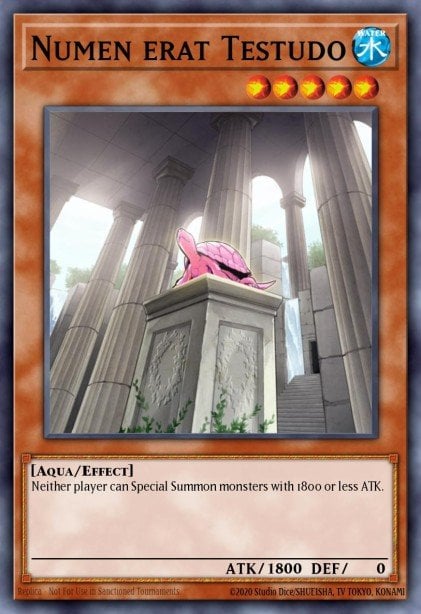 NUMEN ERAT TESTUDO
WATER
水
[AQUA/EFFECT]
Neither player can Special Summon monsters with 1800 or less ATK.
ATK/1800 DEF/ 0
Replica - Not For Use in Sanctioned Tournaments
©2020 Studio Dice/SHUEISHA, TV TOKYO, KONAMI